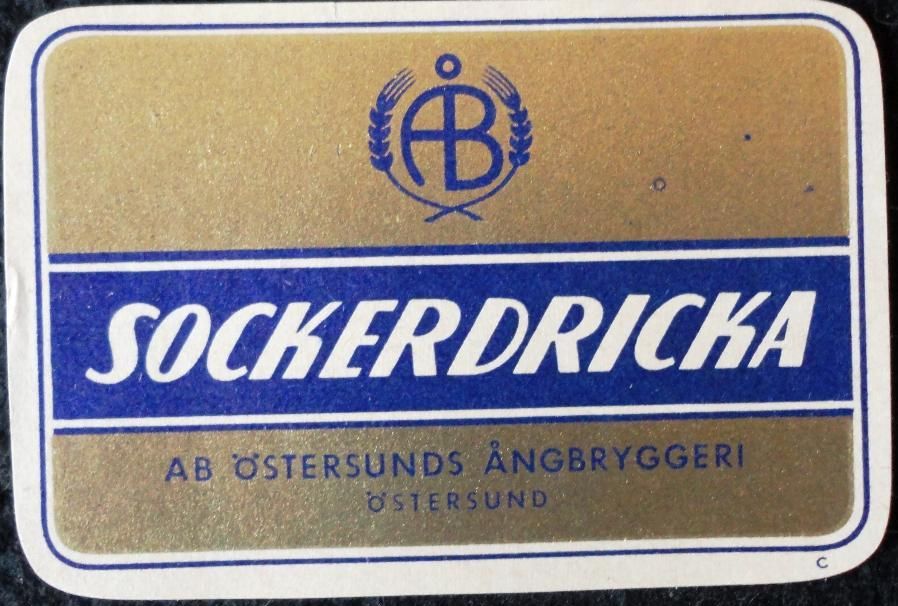 ÅB
SOCKERDRICKA
AB ÖSTERSUNDS ÅNGBRYGGERI
ÖSTERSUND
C